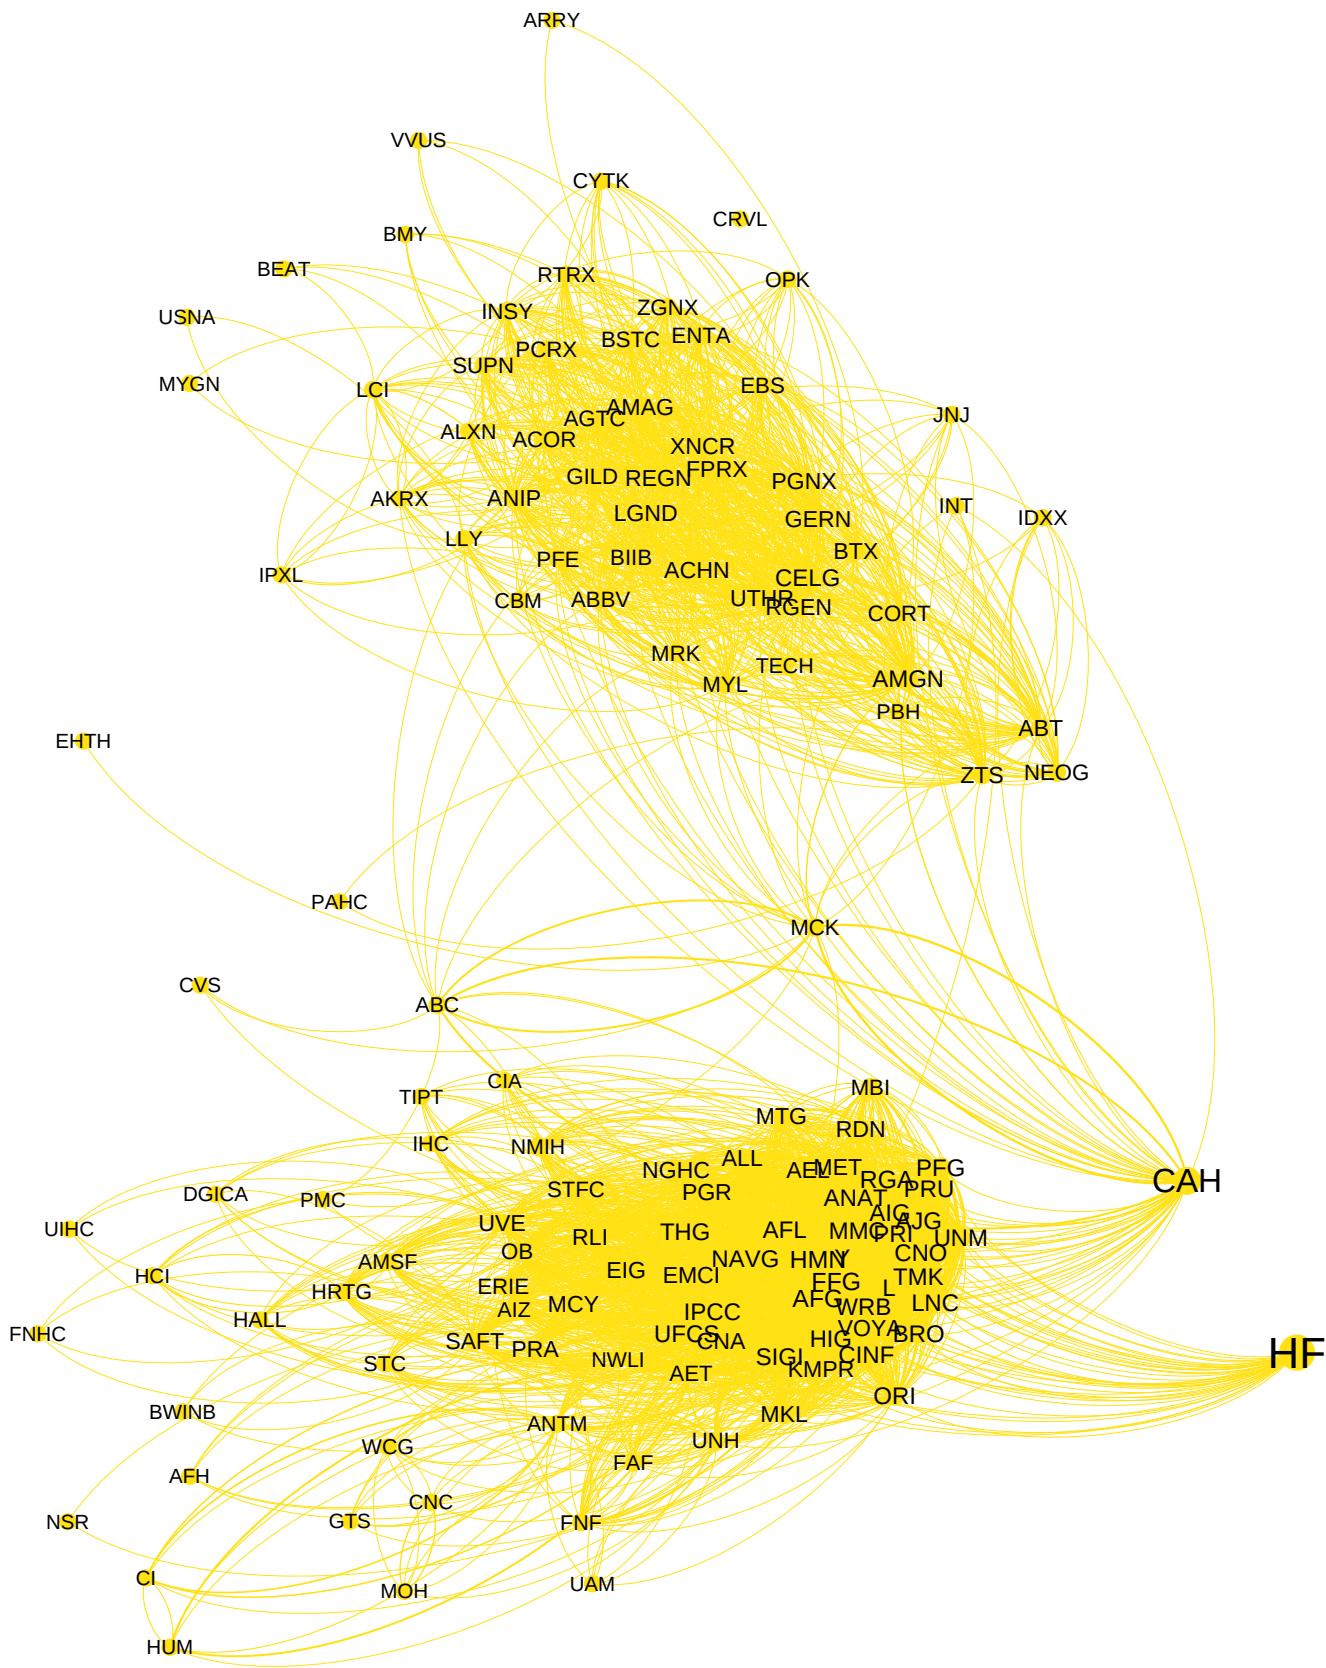 ARRY
VVUS
CYTK
CRVL
BMY
BEAT
RTRX
OPK
INSY
ZGNX
USNA
BSTC
ENTA
PCRX
SUPN
MYGN
LCI
EBS
AMAG
AGTC
JNJ
ALXN
ACOR
XNCR
FPRX
GILD
REGN
PGNX
AKRX
ANIP
INT
LGND
GERN
IDXX
LLY
BTX
PFE
BIIB
ACHN
IPXL
CELG
CBM
ABBV
UTHR
RGEN
CORT
MRK
TECH
MYL
AMGN
PBH
ABT
EHTH
ZTS
NEOG
PAHC
MCK
CVS
ABC
CIA
MBI
TIPT
MTG
RDN
IHC
NMIH
ALL
NGHC
AEL
MET
PFG
RGA
CAH
STFC
PGR
PRU
DGICA
PMC
ANAT
AIG
AJG
UIHC
UVE
RLI
THG
AFL
MMC
PRI
UNM
OB
CNO
AMSF
NAVG
HMN
Y
HCI
EIG
EMCI
TMK
HRTG
ERIE
FFG
L
AFG
LNC
AIZ
MCY
IPCC
WRB
HALL
VOYA
FNHC
UFCS
CNA
HIG
BRO
SAFT
PRA
SIGI
CINF
HF
STC
NWLI
AET
KMPR
ORI
BWINB
MKL
ANTM
WCG
UNH
FAF
AFH
CNC
NSR
GTS
FNF
CI
MOH
UAM
HUM